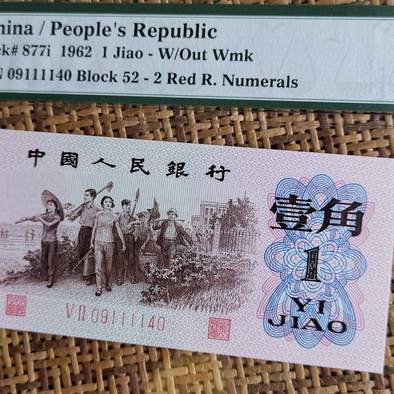 hina / People's Republic
ck# 877i 1962 1 Jiao - W/Out Wmk
N 09111140 Block 52 - 2 Red R. Numerals
中國人民銀行
壹角
1
YI
JIAO
VII 09111140